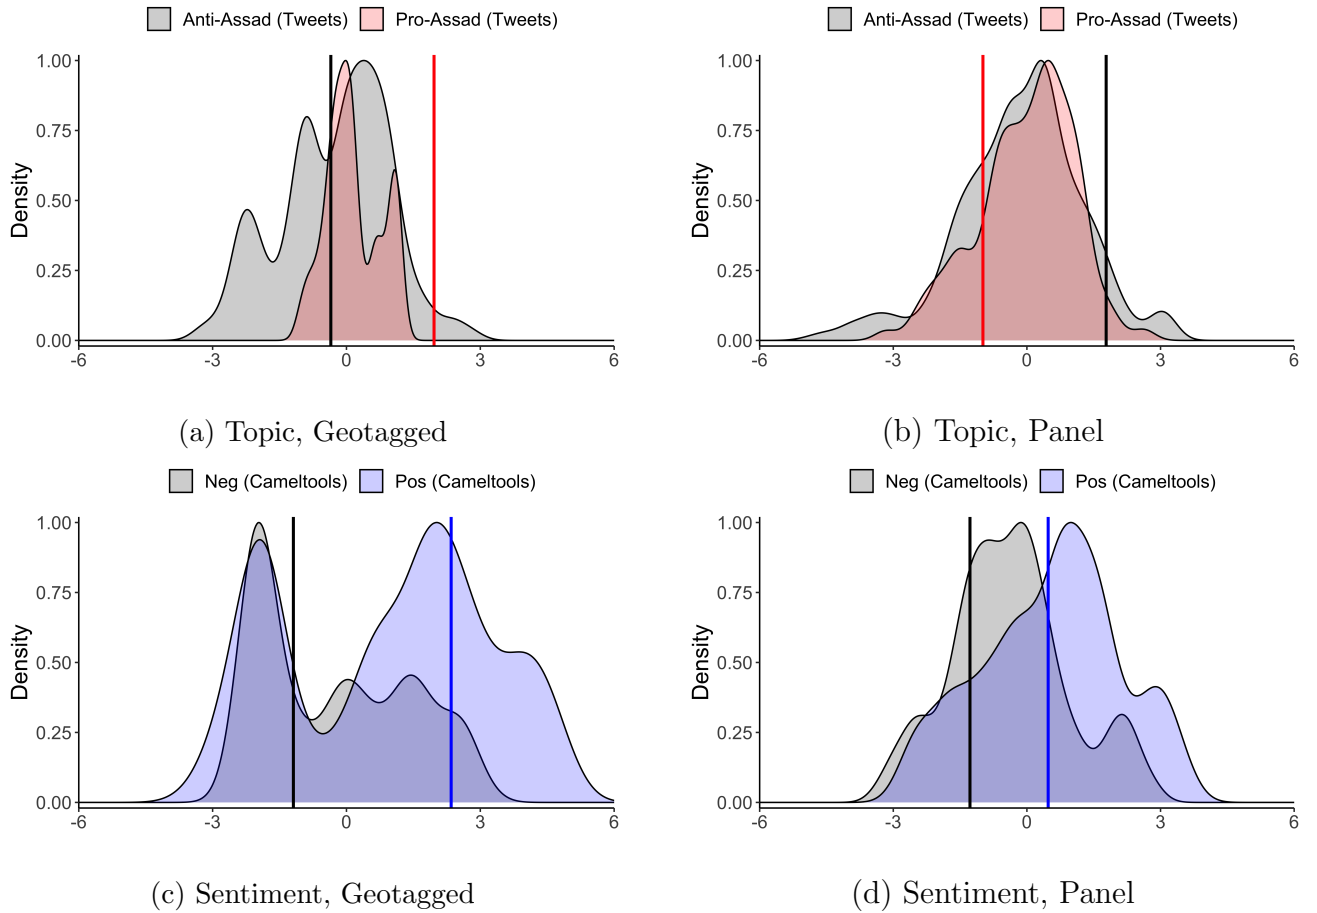 Anti-Assad (Tweets) Pro-Assad (Tweets)
1.00
0.75
0.50
0.25
0.00
Density
-6 -3 0 3 6
(a) Topic, Geotagged
Anti-Assad (Tweets) Pro-Assad (Tweets)
1.00
0.75
0.50
0.25
0.00
Density
-6 -3 0 3 6
(b) Topic, Panel
Neg (Cameltools) Pos (Cameltools)
1.00
0.75
0.50
0.25
0.00
Density
-6 -3 0 3 6
(c) Sentiment, Geotagged
Neg (Cameltools) Pos (Cameltools)
1.00
0.75
0.50
0.25
0.00
Density
-6 -3 0 3 6
(d) Sentiment, Panel